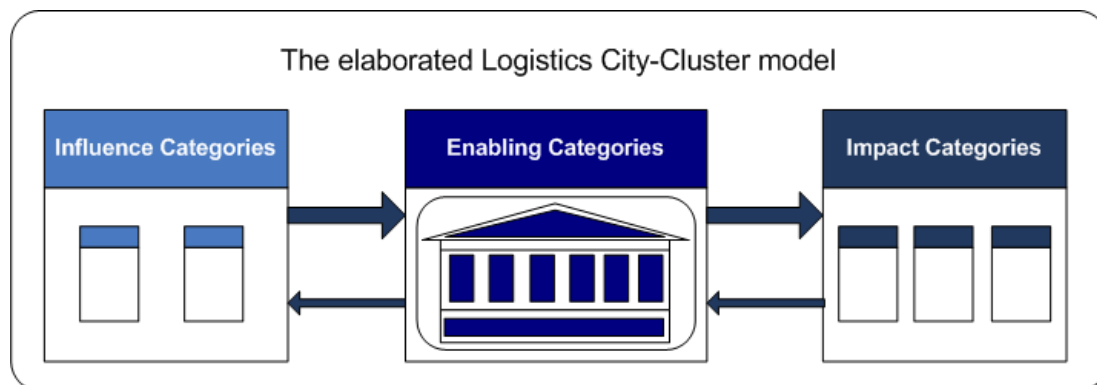 The elaborated Logistics City-Cluster model
Influence Categories
Enabling Categories
Impact Categories